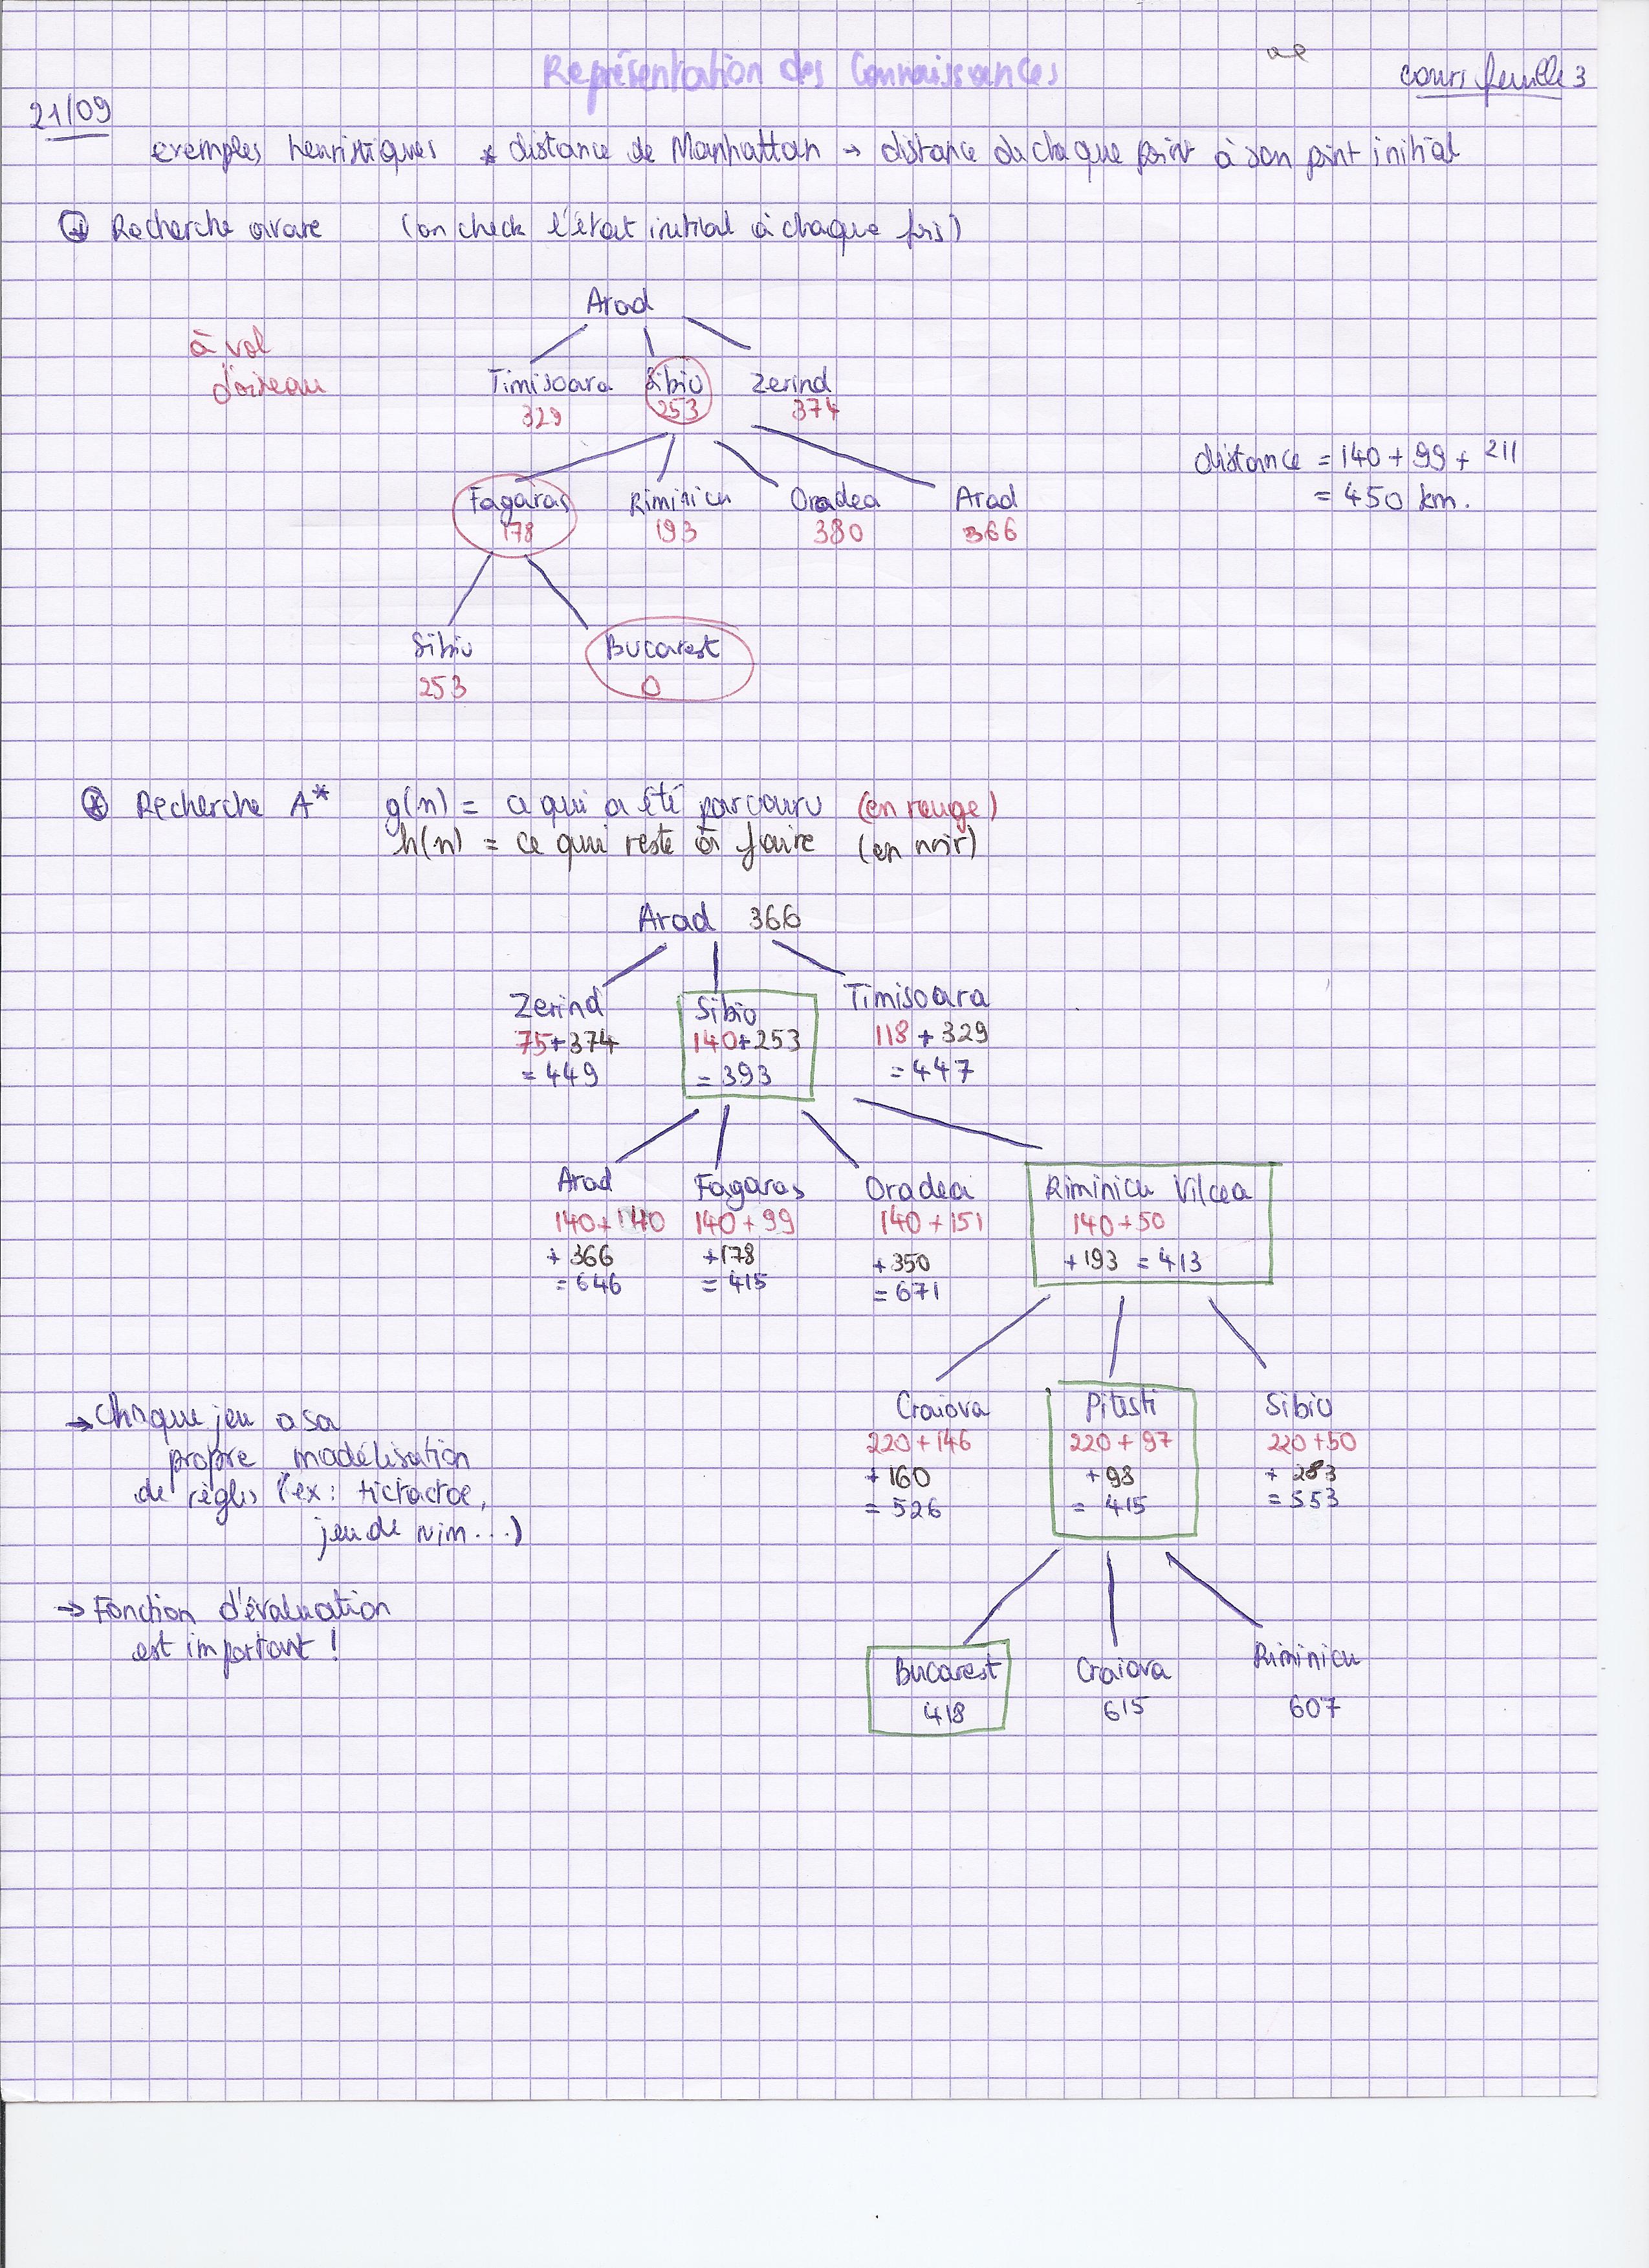 Représentation des Connaissances
cours feuille 3
21/09
exemples heuristiques * distance de Manhattan → distance du chaque point à son point initial
Recherche avare (on check l'état initial à chaque fois)
Arad
à vol
d'oiseau
Timisoara Sibiu Zerind
329 253 374
distance = 140 + 99 + 211
= 450 km.
Fagaras Riminicu Oradea Arad
178 193 380 366
Sibiu Bucarest
253 0
Recherche A* g(n) = ce qui a été parcouru (en rouge)
h(n) = ce qui reste à faire (en noir)
Arad 366
Zerind Sibiu Timisoara
75+374 140+253 118+329
= 449 = 393 = 447
Arad Fagaras Oradea Riminicu Vilcea
140+140 140+99 140+151 140+50
+366 +178 +350 +193 = 413
= 646 = 415 = 671
→ Chaque jeu a sa
propre modélisation
de règles (ex: tictactoe,
jeu de nim...)
Craiova Pitesti Sibiu
220+146 220+97 220+50
+160 +98 + 283
= 526 = 415 = 553
→ Fonction d'évaluation
est important !
Bucarest Craiova Riminicu
418 615 607